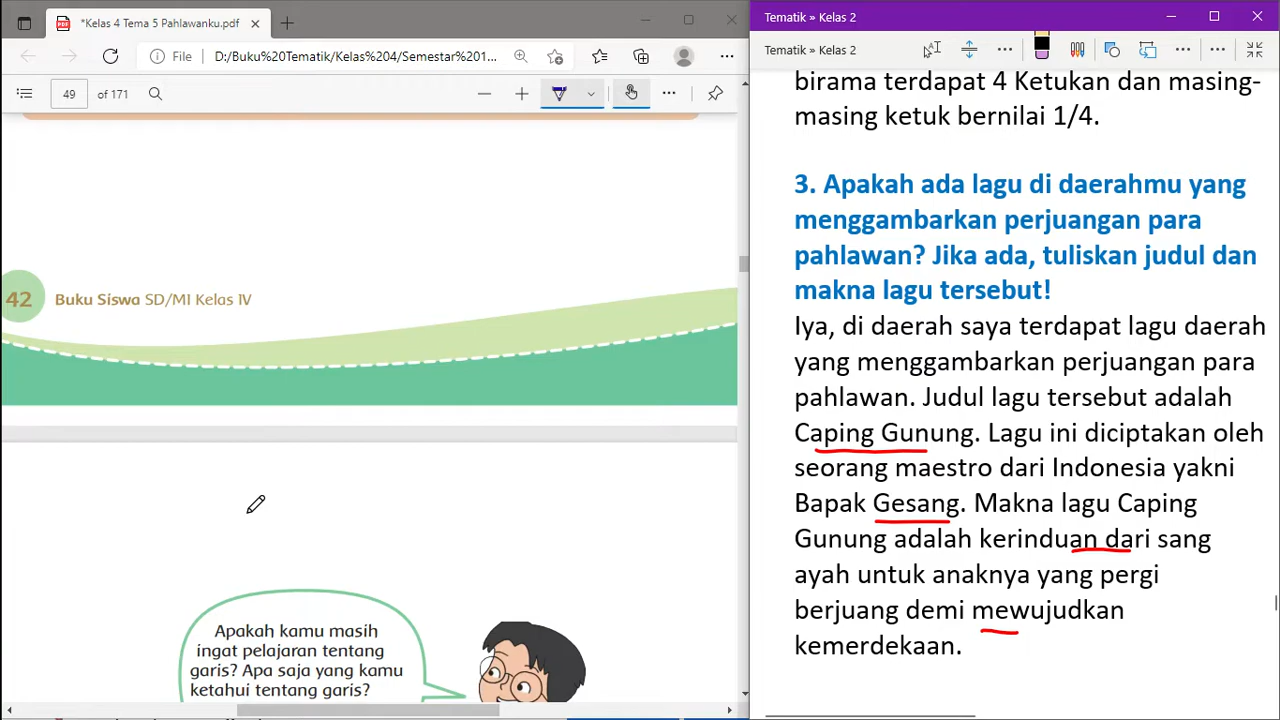 *Kelas 4 Tema 5 Pahlawanku.pdf
File
D:/Buku%20Tematik/Kelas%204/Semestar%201...
49 of 171
42 Buku Siswa SD/MI Kelas IV
Apakah kamu masih
ingat pelajaran tentang
garis? Apa saja yang kamu
ketahui tentang garis?
Tematik » Kelas 2
Tematik » Kelas 2
birama terdapat 4 Ketukan dan masing-
masing ketuk bernilai 1/4.
3. Apakah ada lagu di daerahmu yang
menggambarkan perjuangan para
pahlawan? Jika ada, tuliskan judul dan
makna lagu tersebut!
Iya, di daerah saya terdapat lagu daerah
yang menggambarkan perjuangan para
pahlawan. Judul lagu tersebut adalah
Caping Gunung. Lagu ini diciptakan oleh
seorang maestro dari Indonesia yakni
Bapak Gesang. Makna lagu Caping
Gunung adalah kerinduan dari sang
ayah untuk anaknya yang pergi
berjuang demi mewujudkan
kemerdekaan.